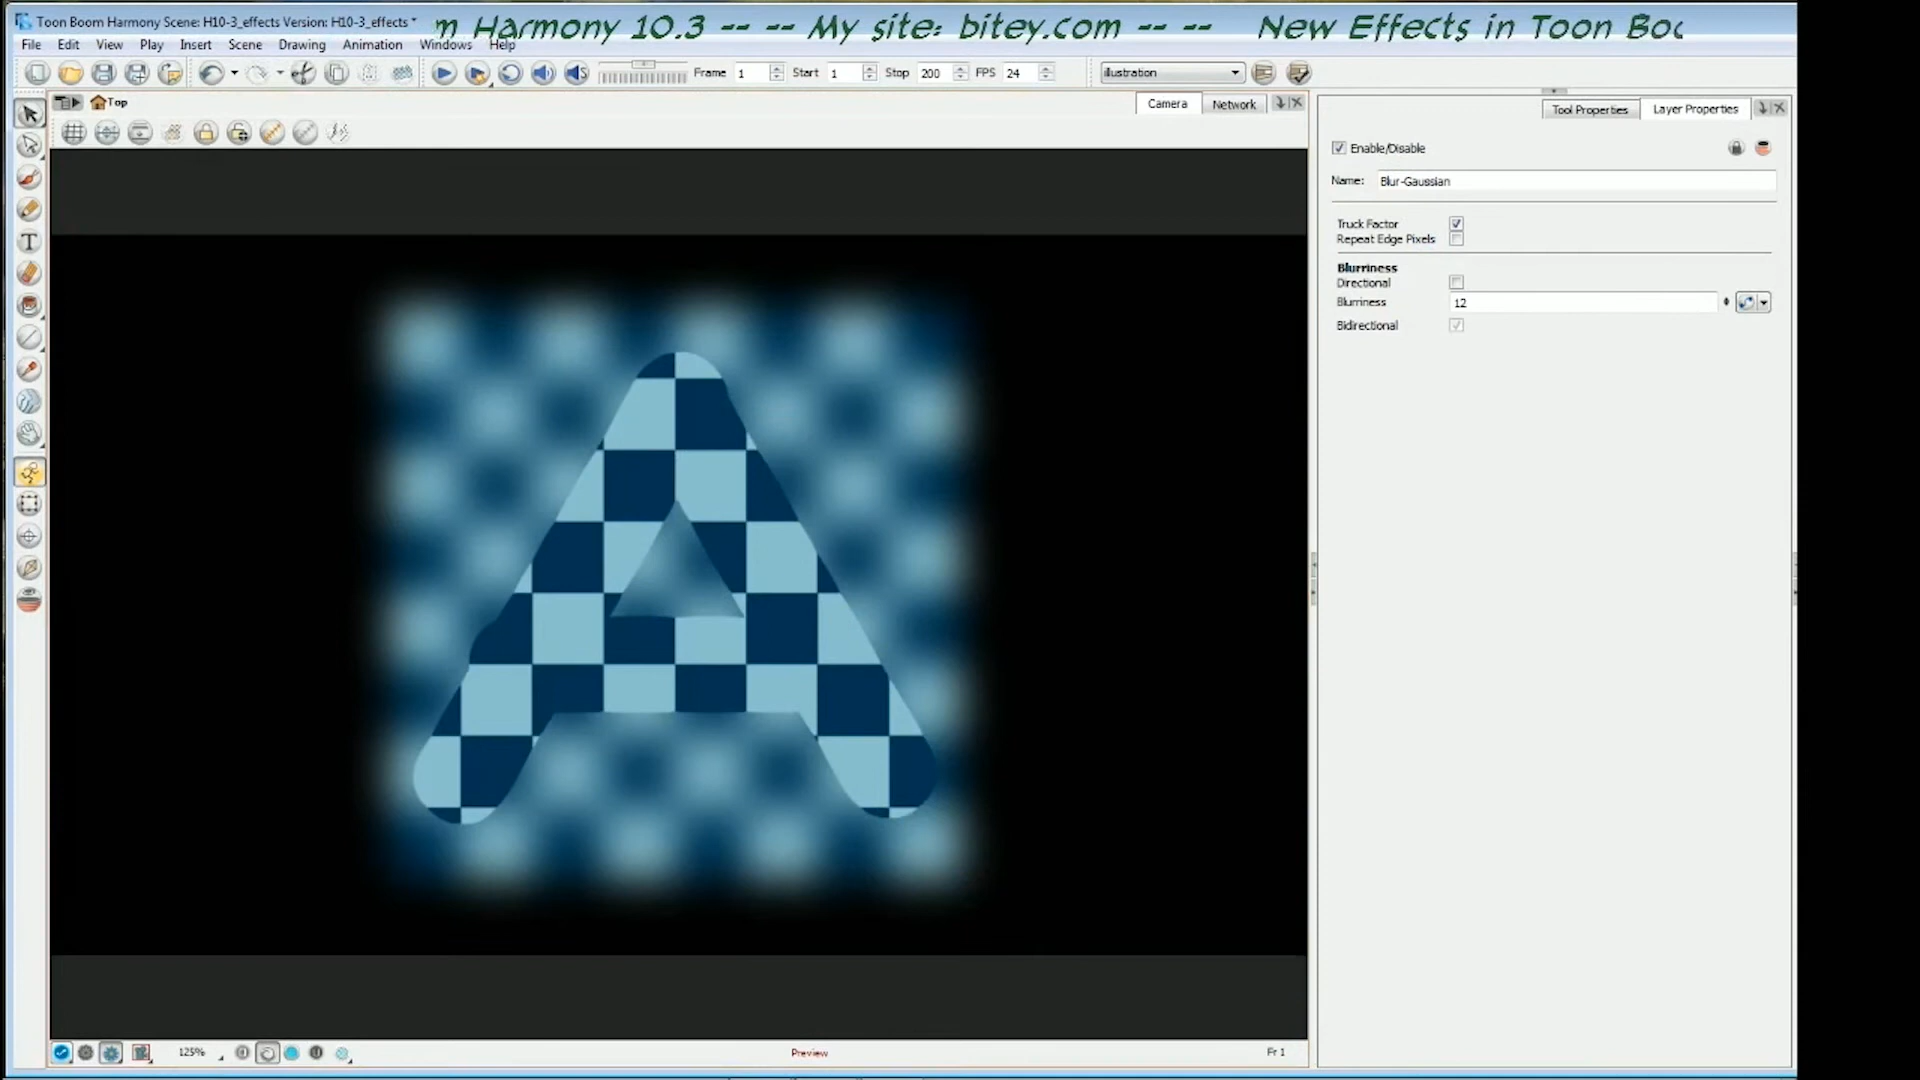 Toon Boom Harmony Scene: H10-3_effects Version: H10-3_effects *
m Harmony 10.3 -- -- My site: bitey.com -- -- New Effects in Toon Boo
File Edit View Play Insert Scene Drawing Animation Windows Help
Frame 1 Start 1 Stop 200 FPS 24 illustration
Top Camera Network
Tool Properties Layer Properties
Enable/Disable
Name: Blur-Gaussian
Truck Factor
Repeat Edge Pixels
Blurriness
Directional
Blurriness 12
Bidirectional
A
125% Preview Fr 1